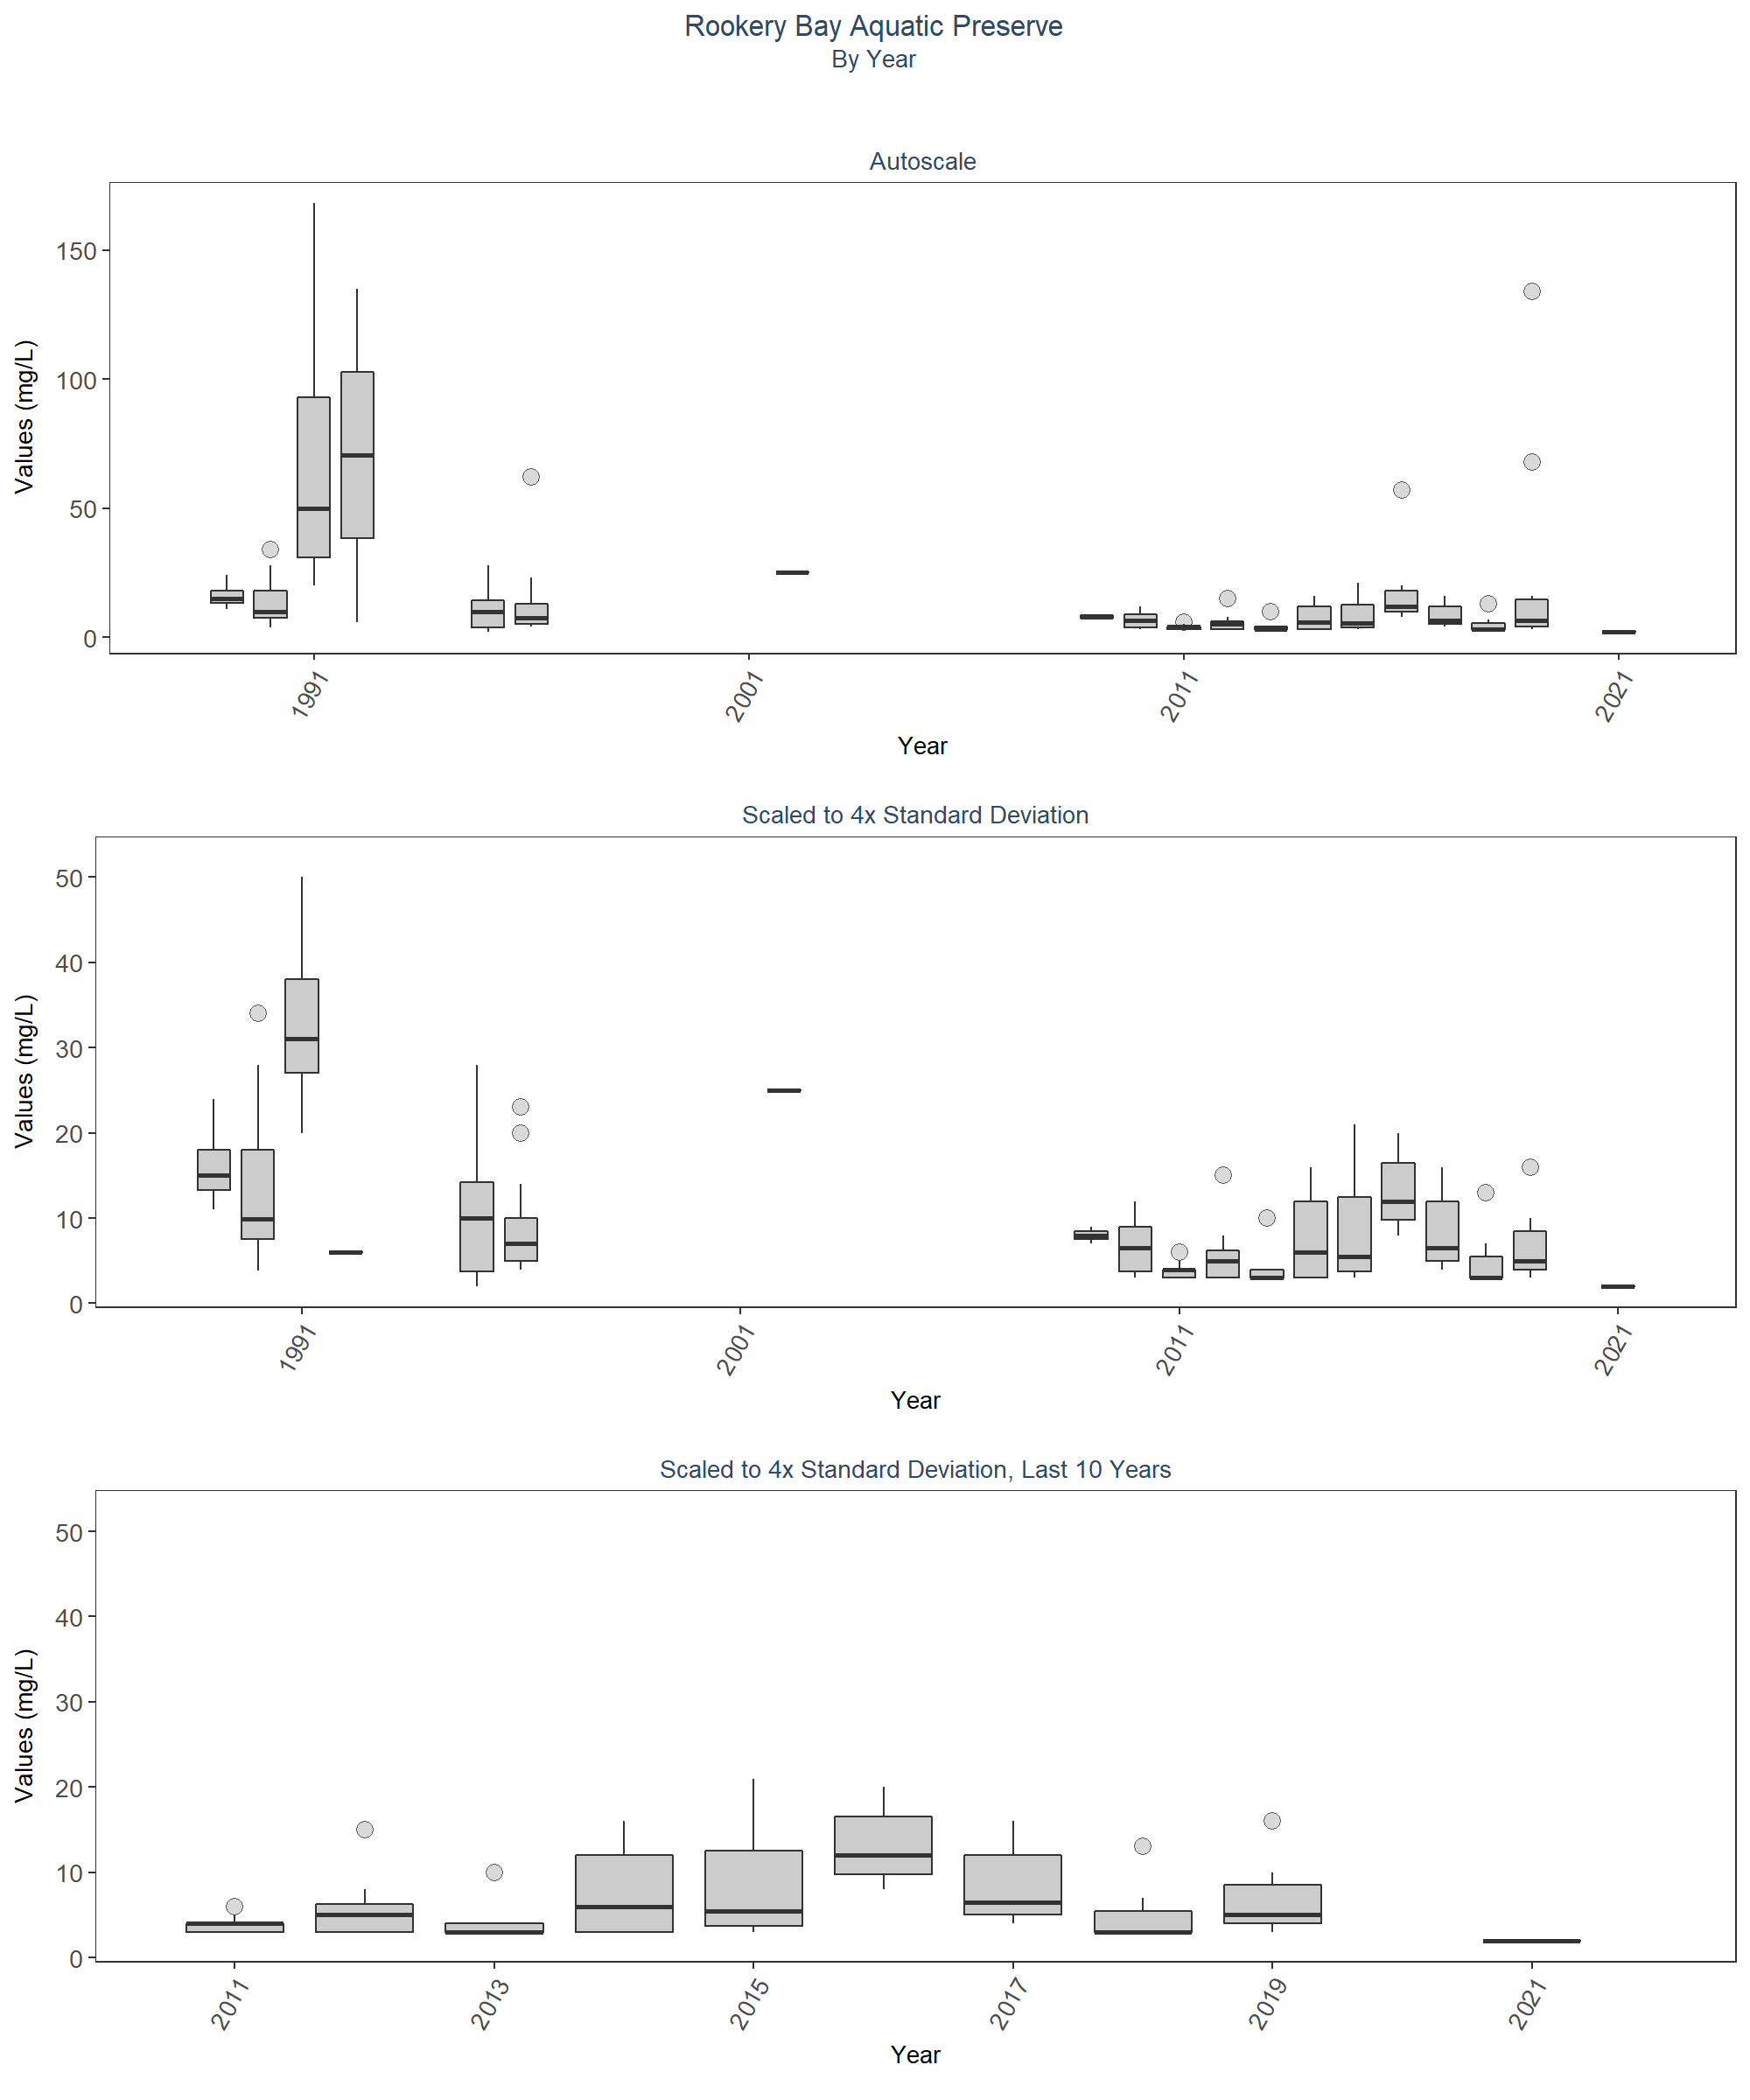 Rookery Bay Aquatic Preserve
By Year
Autoscale
Values (mg/L)
150
100
50
0
1991
2001
2011
2021
Year
Scaled to 4x Standard Deviation
Values (mg/L)
50
40
30
20
10
0
1991
2001
2011
2021
Year
Scaled to 4x Standard Deviation, Last 10 Years
Values (mg/L)
50
40
30
20
10
0
2011
2013
2015
2017
2019
2021
Year